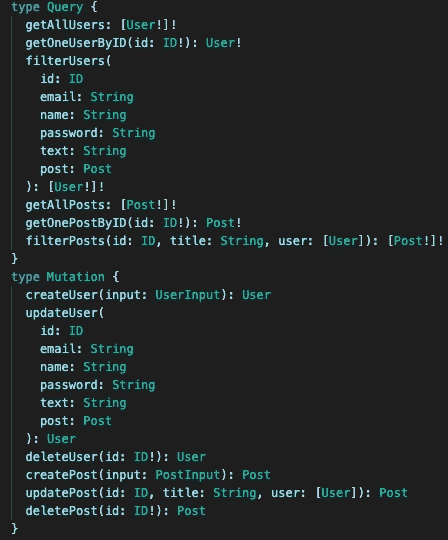 type Query {
  getAllUsers: [User!]!
  getOneUserByID(id: ID!): User!
  filterUsers(
    id: ID
    email: String
    name: String
    password: String
    text: String
    post: Post
  ): [User!]!
  getAllPosts: [Post!]!
  getOnePostByID(id: ID!): Post!
  filterPosts(id: ID, title: String, user: [User]): [Post!]!
}
type Mutation {
  createUser(input: UserInput): User
  updateUser(
    id: ID
    email: String
    name: String
    password: String
    text: String
    post: Post
  ): User
  deleteUser(id: ID!): User
  createPost(input: PostInput): Post
  updatePost(id: ID, title: String, user: [User]): Post
  deletePost(id: ID!): Post
}